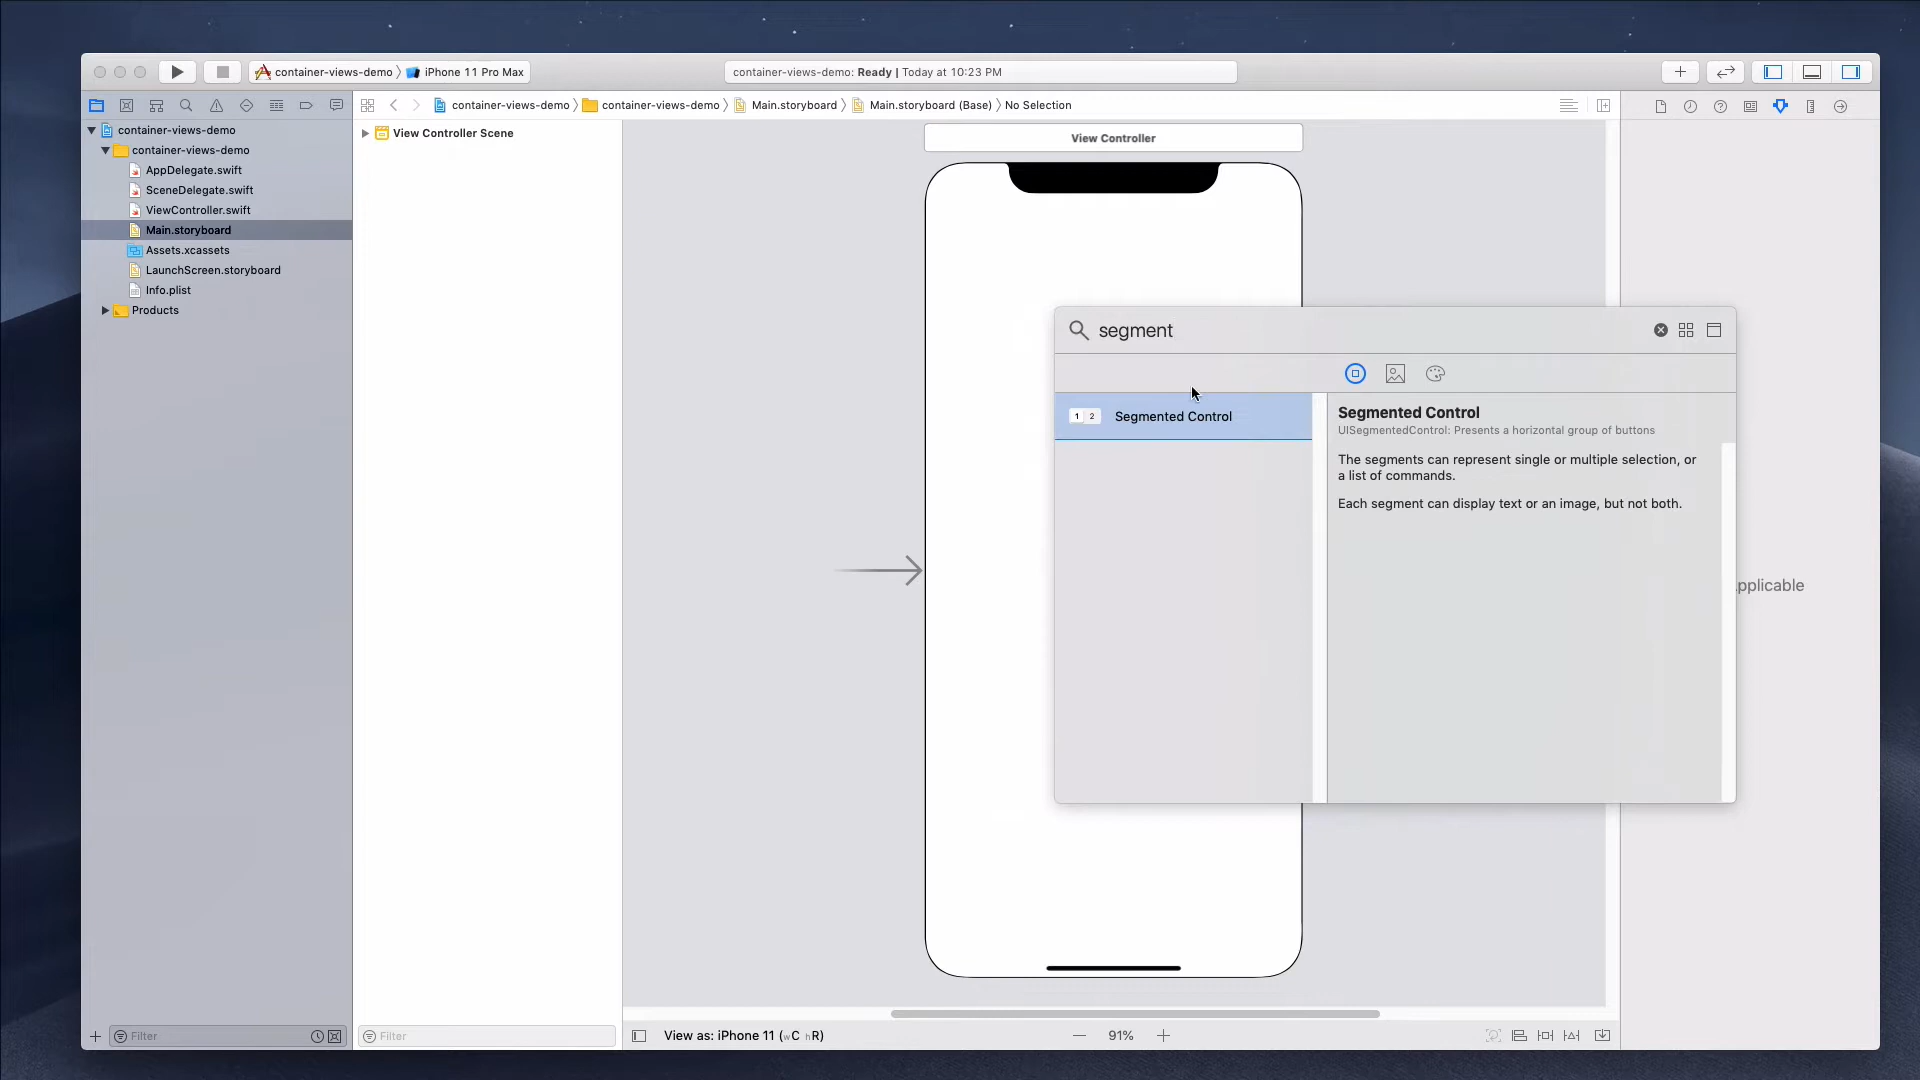 container-views-demo 〉 iPhone 11 Pro Max
container-views-demo: Ready | Today at 10:23 PM
container-views-demo 〉 container-views-demo 〉 Main.storyboard 〉 Main.storyboard (Base) 〉 No Selection
container-views-demo
container-views-demo
AppDelegate.swift
SceneDelegate.swift
ViewController.swift
Main.storyboard
Assets.xcassets
LaunchScreen.storyboard
Info.plist
Products
Filter
View Controller Scene
Filter
View Controller
segment
1 2 Segmented Control
Segmented Control
UISegmentedControl: Presents a horizontal group of buttons
The segments can represent single or multiple selection, or
a list of commands.
Each segment can display text or an image, but not both.
pplicable
View as: iPhone 11 (wC hR)
91%